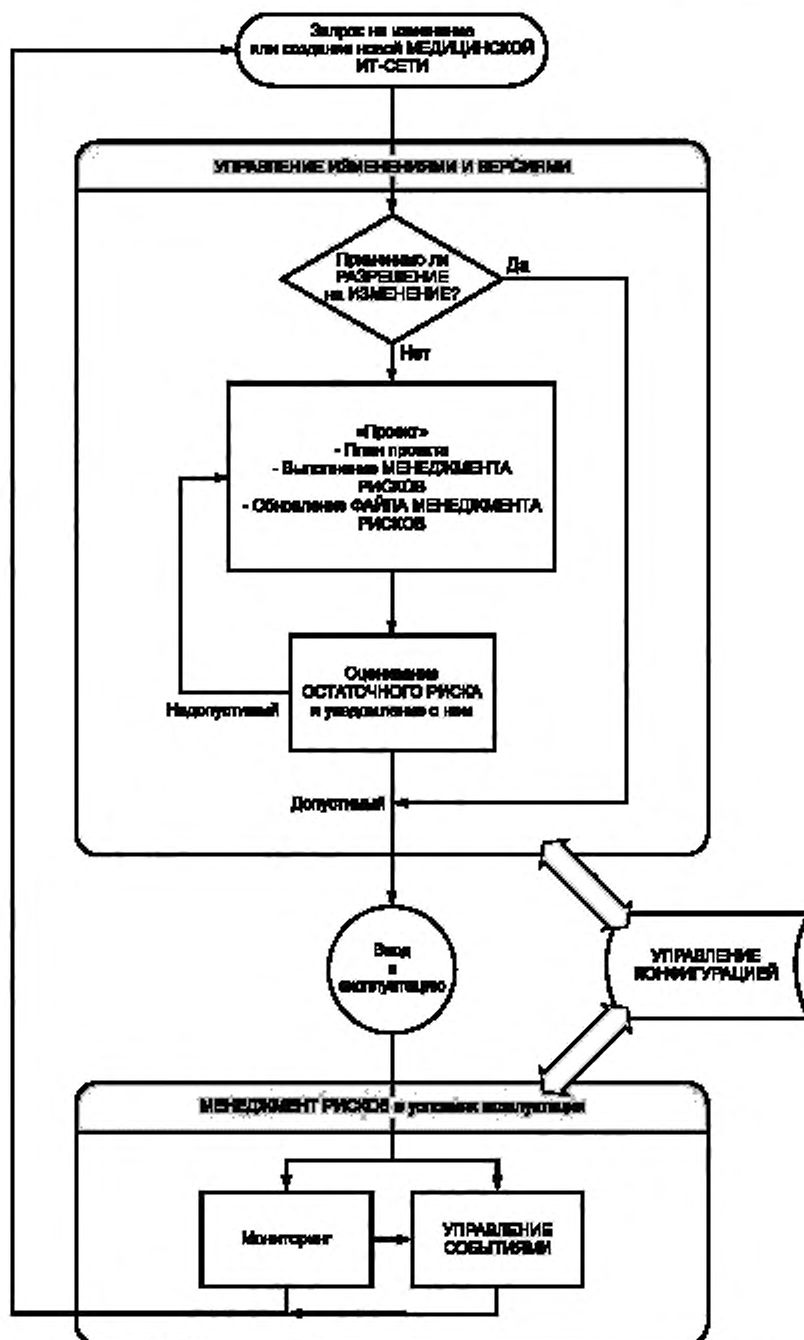 Запрос на изменение
или создание новой МЕДИЦИНСКОЙ
ИТ-СЕТИ
УПРАВЛЕНИЕ ИЗМЕНЕНИЯМИ И ВЕРСИЯМИ
Применимо ли
РАЗРЕШЕНИЕ
на ИЗМЕНЕНИЕ?
Да
Нет
«Проект»
- План проекта
- Выполнение МЕНЕДЖМЕНТА
РИСКОВ
- Обновление ФАЙЛА МЕНЕДЖМЕНТА
РИСКОВ
Оценивание
ОСТАТОЧНОГО РИСКА
и уведомление о нем
Недопустимый
Допустимый
Ввод
в
эксплуатацию
УПРАВЛЕНИЕ
КОНФИГУРАЦИЕЙ
МЕНЕДЖМЕНТ РИСКОВ в условиях эксплуатации
Мониторинг
УПРАВЛЕНИЕ
СОБЫТИЯМИ